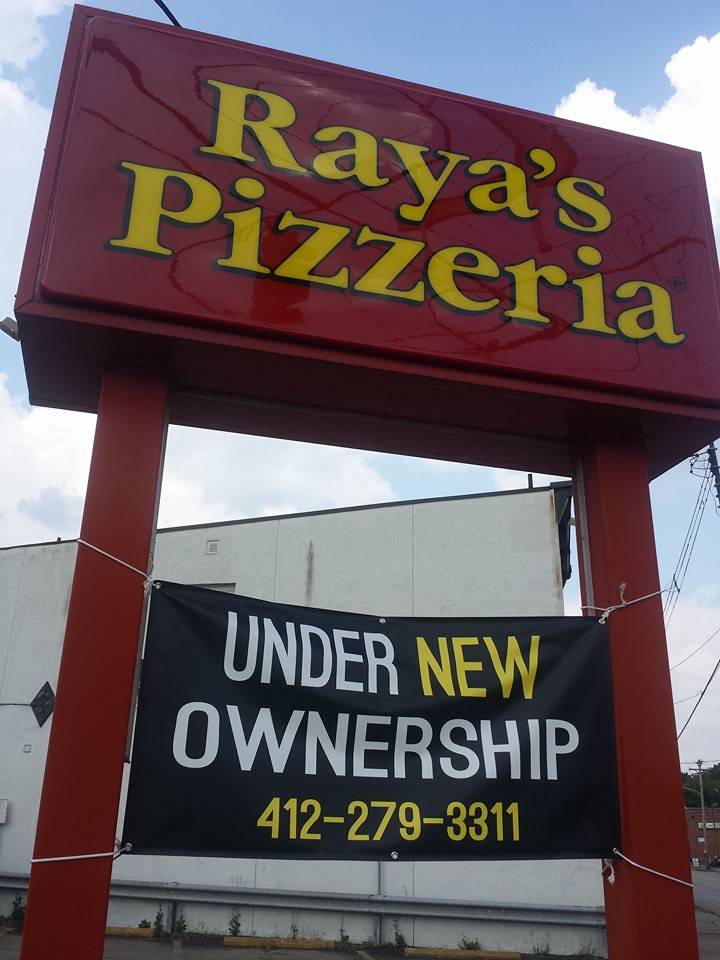 Raya's
Pizzeria
UNDER NEW
OWNERSHIP
412-279-3311